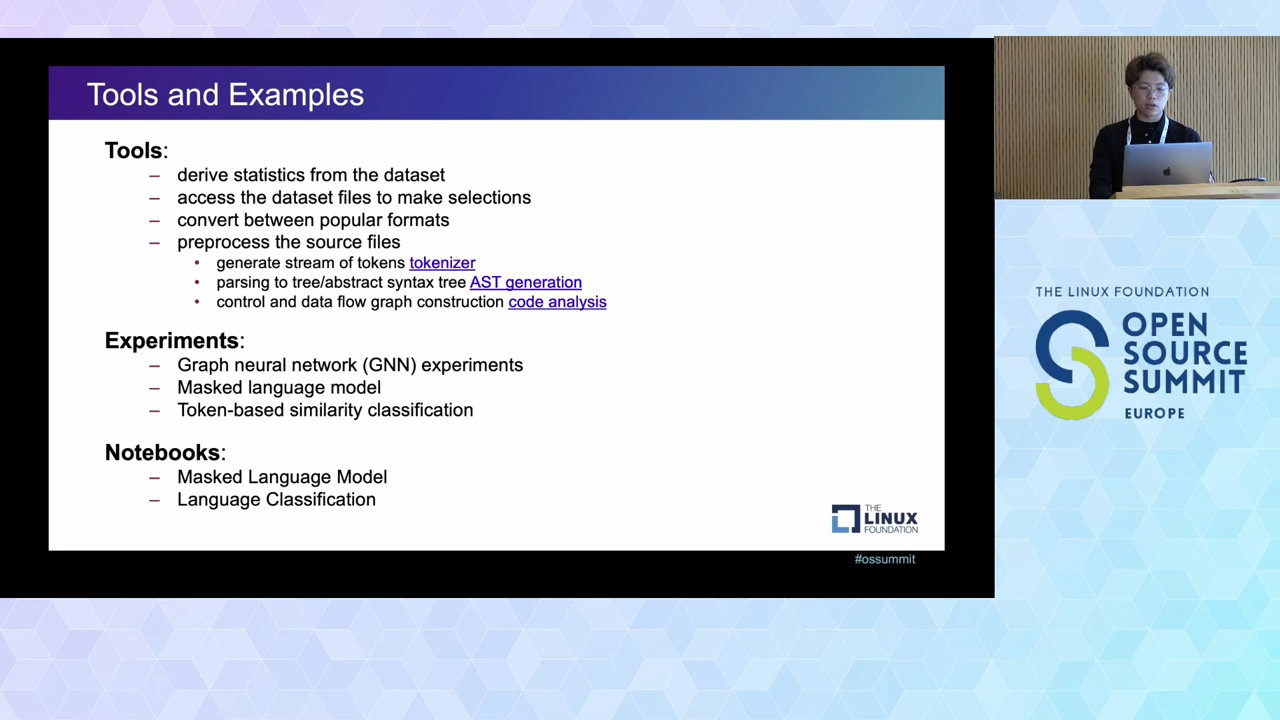 Tools and Examples
Tools:
– derive statistics from the dataset
– access the dataset files to make selections
– convert between popular formats
– preprocess the source files
• generate stream of tokens tokenizer
• parsing to tree/abstract syntax tree AST generation
• control and data flow graph construction code analysis
Experiments:
– Graph neural network (GNN) experiments
– Masked language model
– Token-based similarity classification
Notebooks:
– Masked Language Model
– Language Classification
THE
LINUX
FOUNDATION
#ossummit
THE LINUX FOUNDATION
OPEN
SOURCE
SUMMIT
EUROPE